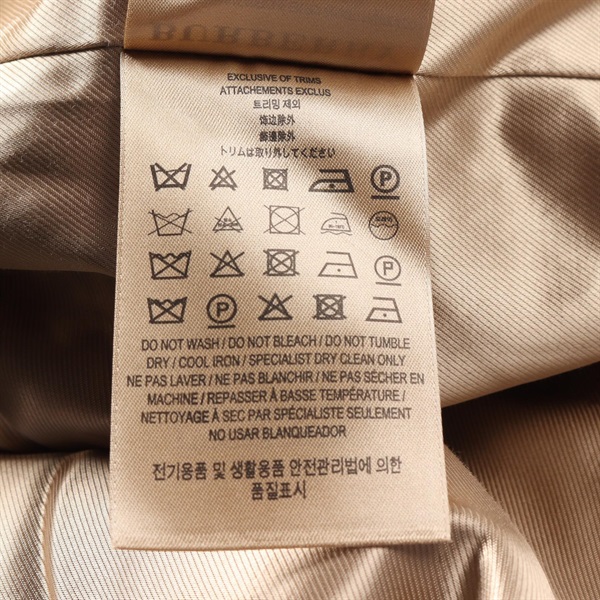 BURBERRY
EXCLUSIVE OF TRIMS
ATTACHEMENTS EXCLUS
트리밍 제외
饰边除外
飾邊除外
トリムは取り外してください
DO NOT WASH / DO NOT BLEACH / DO NOT TUMBLE
DRY / COOL IRON / SPECIALIST DRY CLEAN ONLY
NE PAS LAVER / NE PAS BLANCHIR / NE PAS SÉCHER EN
MACHINE / REPASSER À BASSE TEMPÉRATURE /
NETTOYAGE À SEC PAR SPÉCIALISTE SEULEMENT
NO USAR BLANQUEADOR
전기용품 및 생활용품 안전관리법에 의한
품질표시